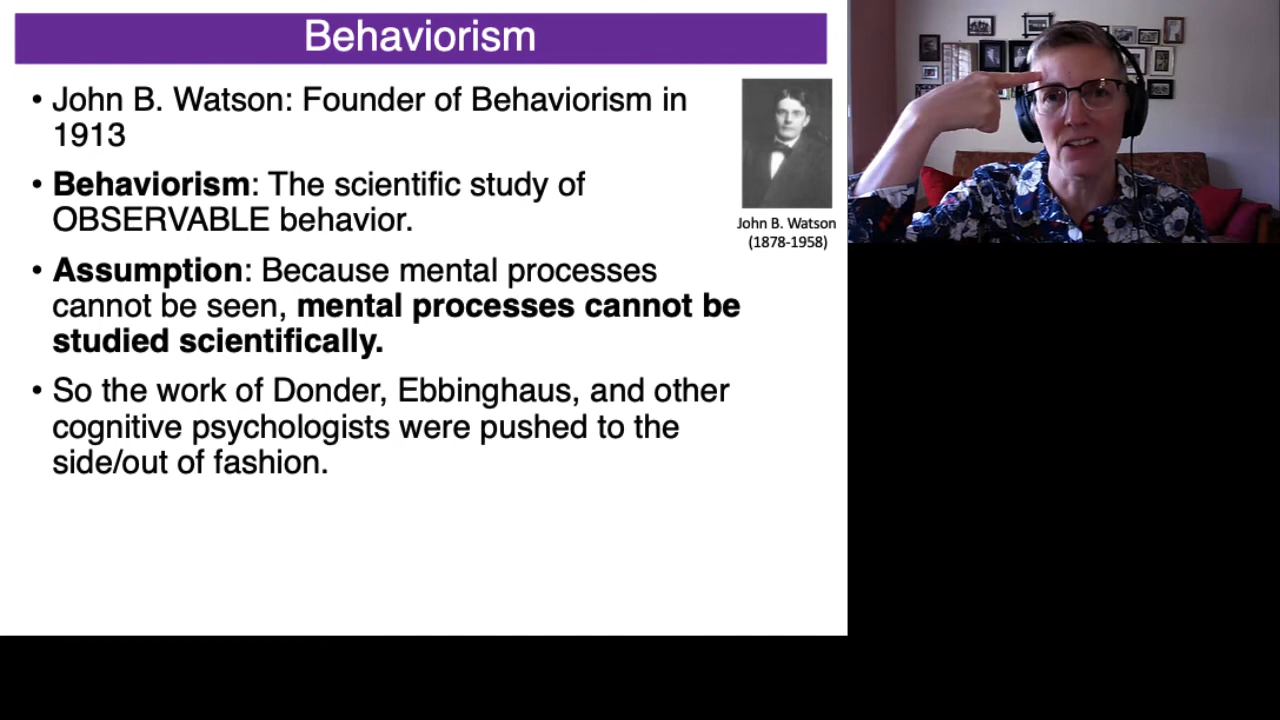 Behaviorism
• John B. Watson: Founder of Behaviorism in
1913
• Behaviorism: The scientific study of
OBSERVABLE behavior.
• Assumption: Because mental processes
cannot be seen, mental processes cannot be
studied scientifically.
• So the work of Donder, Ebbinghaus, and other
cognitive psychologists were pushed to the
side/out of fashion.
John B. Watson
(1878-1958)